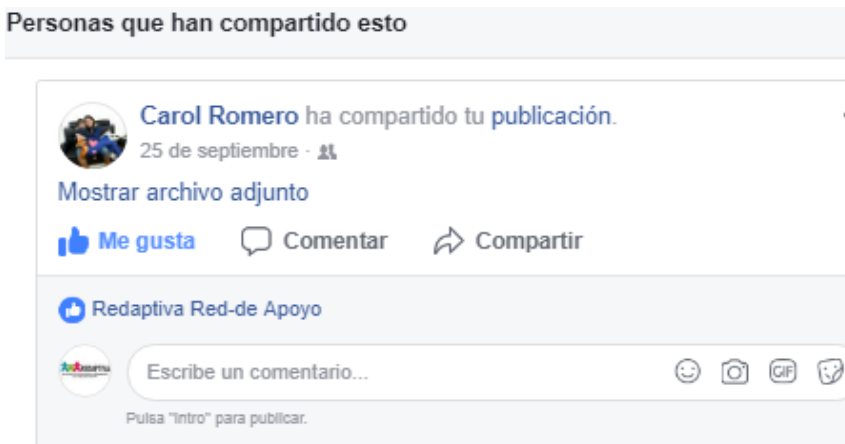 Personas que han compartido esto
Carol Romero ha compartido tu publicación.
25 de septiembre ·
Mostrar archivo adjunto
Me gusta Comentar Compartir
Redaptiva Red-de Apoyo
Escribe un comentario... GIF
Pulsa "Intro" para publicar.